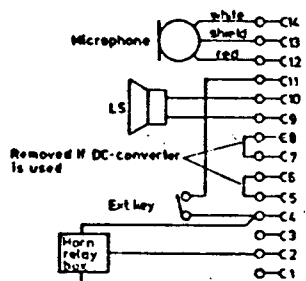 white
C14
Microphone
shield
C13
red
C12
C11
LS
C10
C9
C8
Removed if DC-converter
is used
C7
C6
C5
Ext key
C4
C3
Horn
relay
box
C2
C1